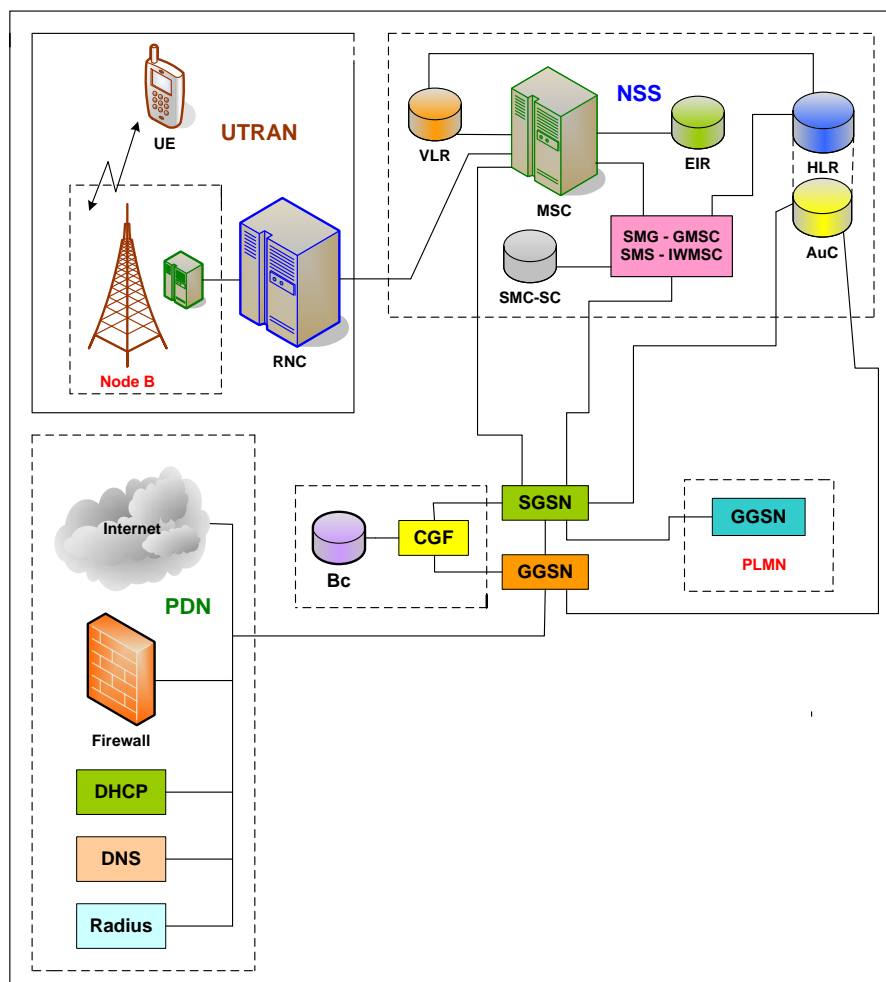 UE
UTRAN
Node B
RNC
NSS
VLR
MSC
EIR
HLR
AuC
SMG - GMSC
SMS - IWMSC
SMC-SC
Internet
PDN
Firewall
DHCP
DNS
Radius
Bc
CGF
SGSN
GGSN
GGSN
PLMN